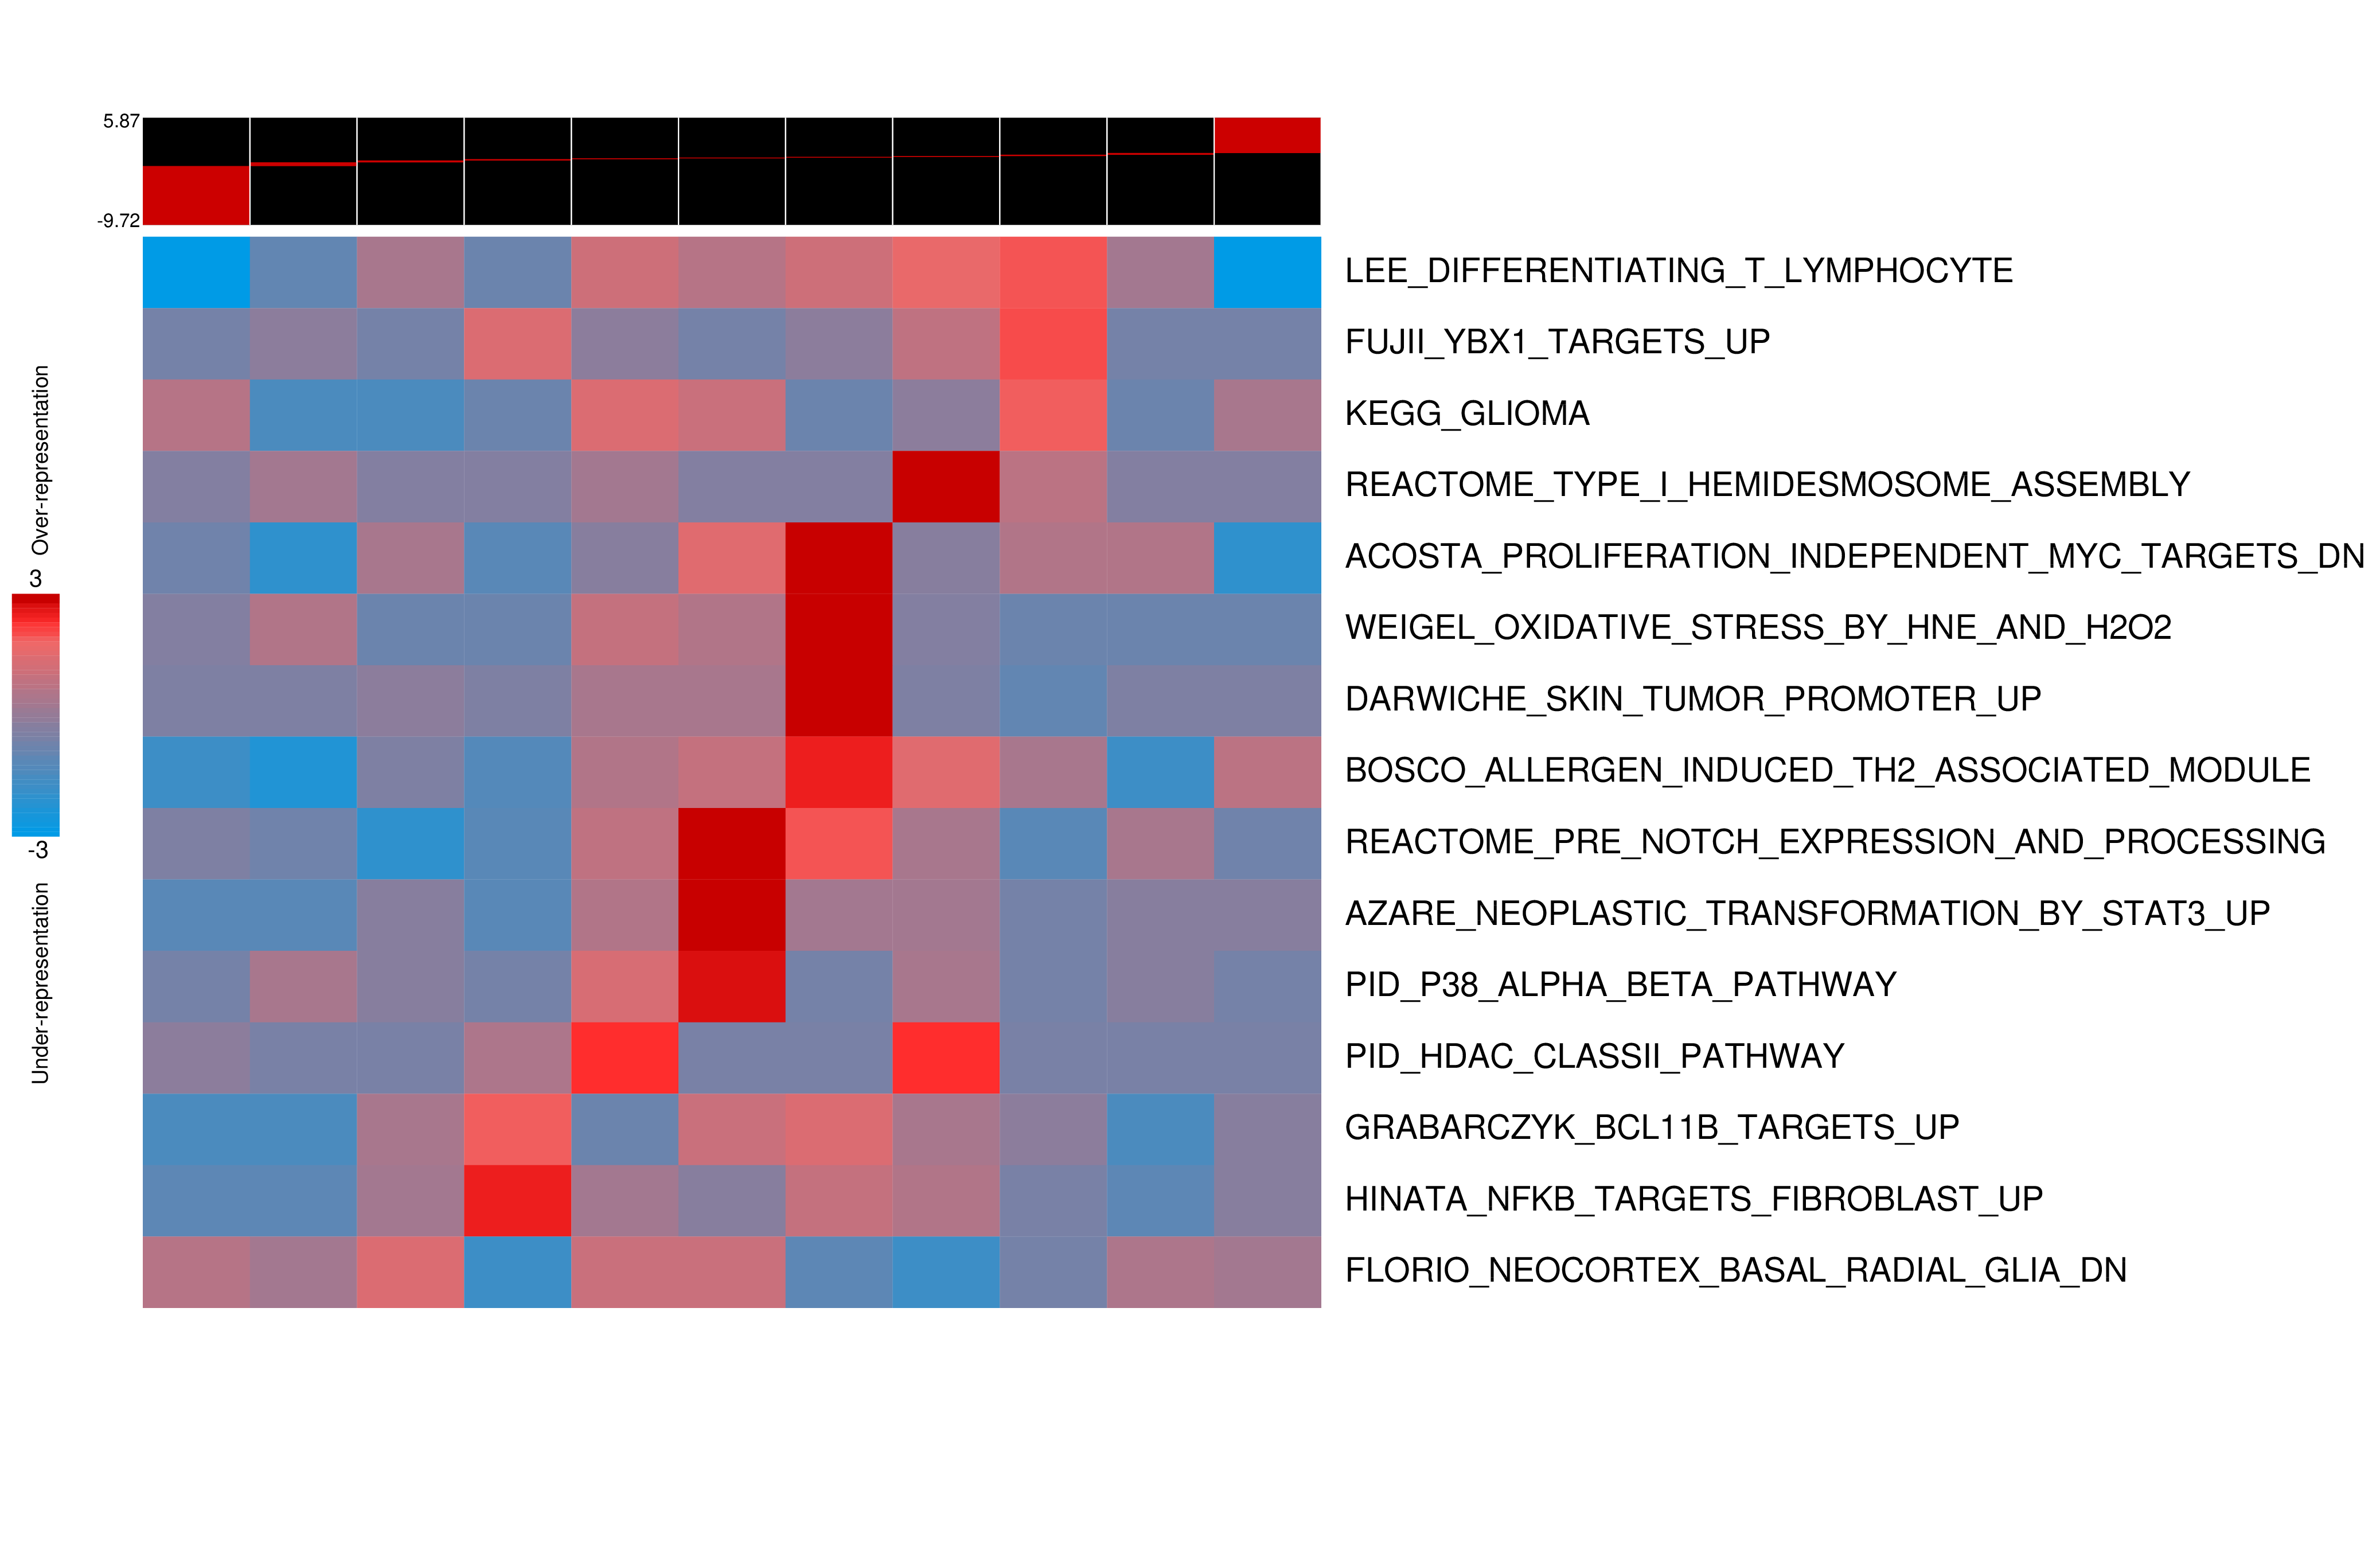 5.87
-9.72
LEE_DIFFERENTIATING_T_LYMPHOCYTE
FUJII_YBX1_TARGETS_UP
KEGG_GLIOMA
REACTOME_TYPE_I_HEMIDESMOSOME_ASSEMBLY
ACOSTA_PROLIFERATION_INDEPENDENT_MYC_TARGETS_DN
WEIGEL_OXIDATIVE_STRESS_BY_HNE_AND_H2O2
DARWICHE_SKIN_TUMOR_PROMOTER_UP
BOSCO_ALLERGEN_INDUCED_TH2_ASSOCIATED_MODULE
REACTOME_PRE_NOTCH_EXPRESSION_AND_PROCESSING
AZARE_NEOPLASTIC_TRANSFORMATION_BY_STAT3_UP
PID_P38_ALPHA_BETA_PATHWAY
PID_HDAC_CLASSII_PATHWAY
GRABARCZYK_BCL11B_TARGETS_UP
HINATA_NFKB_TARGETS_FIBROBLAST_UP
FLORIO_NEOCORTEX_BASAL_RADIAL_GLIA_DN
Over-representation
3
-3
Under-representation